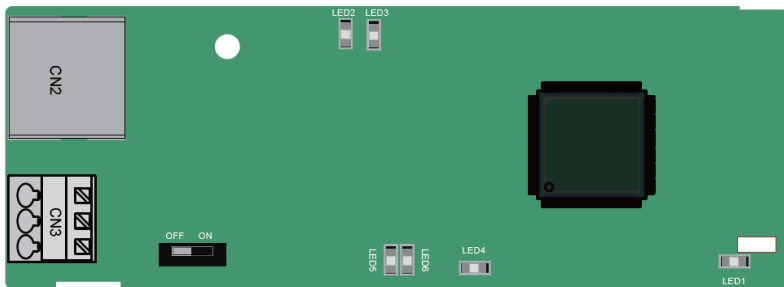 LED2 LED3
CN2
CN3
OFF ON
LED5
LED6
LED4
LED1